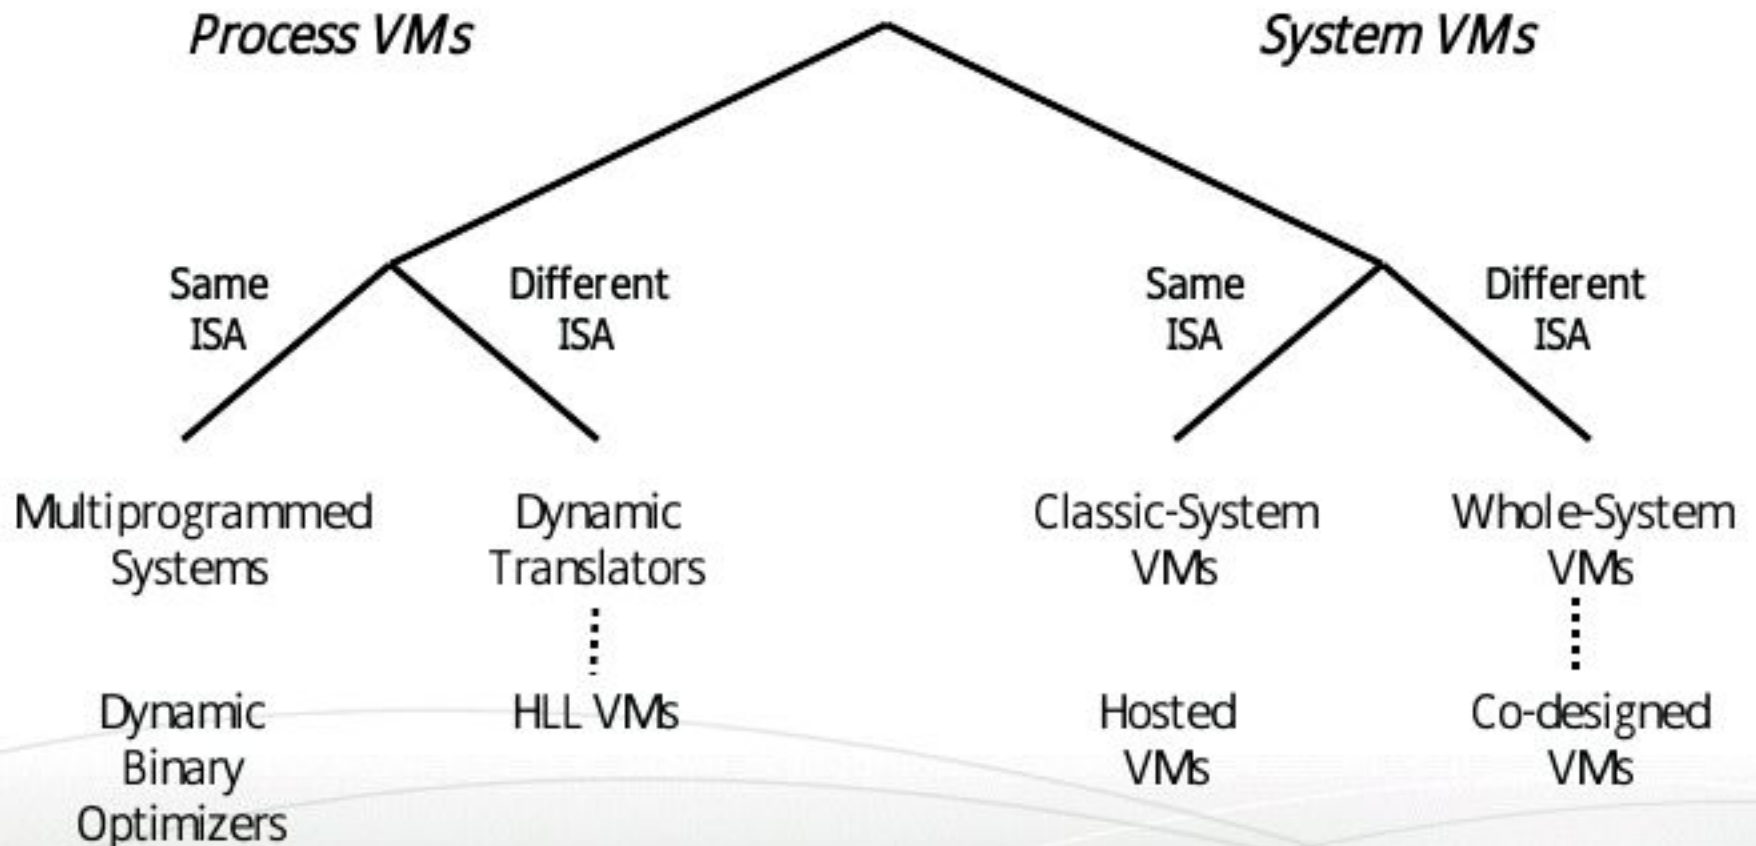 Process VMs
System VMs
Same
ISA
Different
ISA
Same
ISA
Different
ISA
Multiprogrammed
Systems
Dynamic
Translators
Classic-System
VMs
Whole-System
VMs
Dynamic
Binary
Optimizers
HLL VMs
Hosted
VMs
Co-designed
VMs